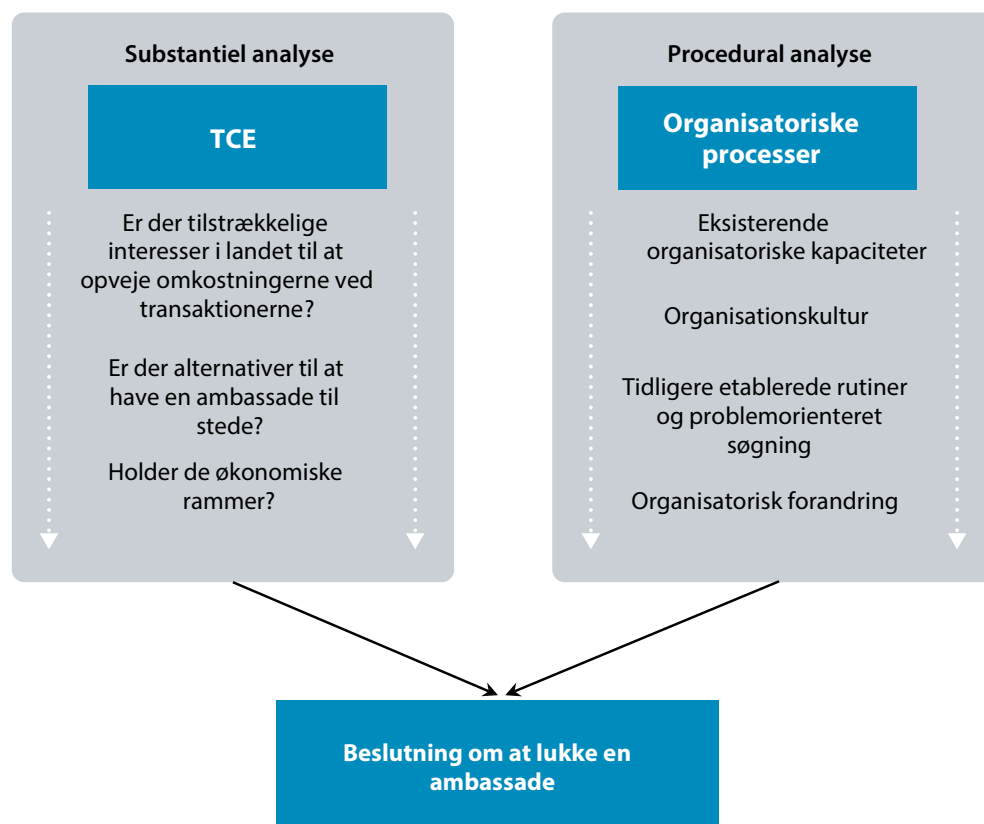 Substantiel analyse
TCE
Er der tilstrækkelige
interesser i landet til at
opveje omkostningerne ved
transaktionerne?
Er der alternativer til at
have en ambassade til
stede?
Holder de økonomiske
rammer?
Procedural analyse
Organisatoriske
processer
Eksisterende
organisatoriske kapaciteter
Organisationskultur
Tidligere etablerede rutiner
og problemorienteret
søgning
Organisatorisk forandring
Beslutning om at lukke en
ambassade